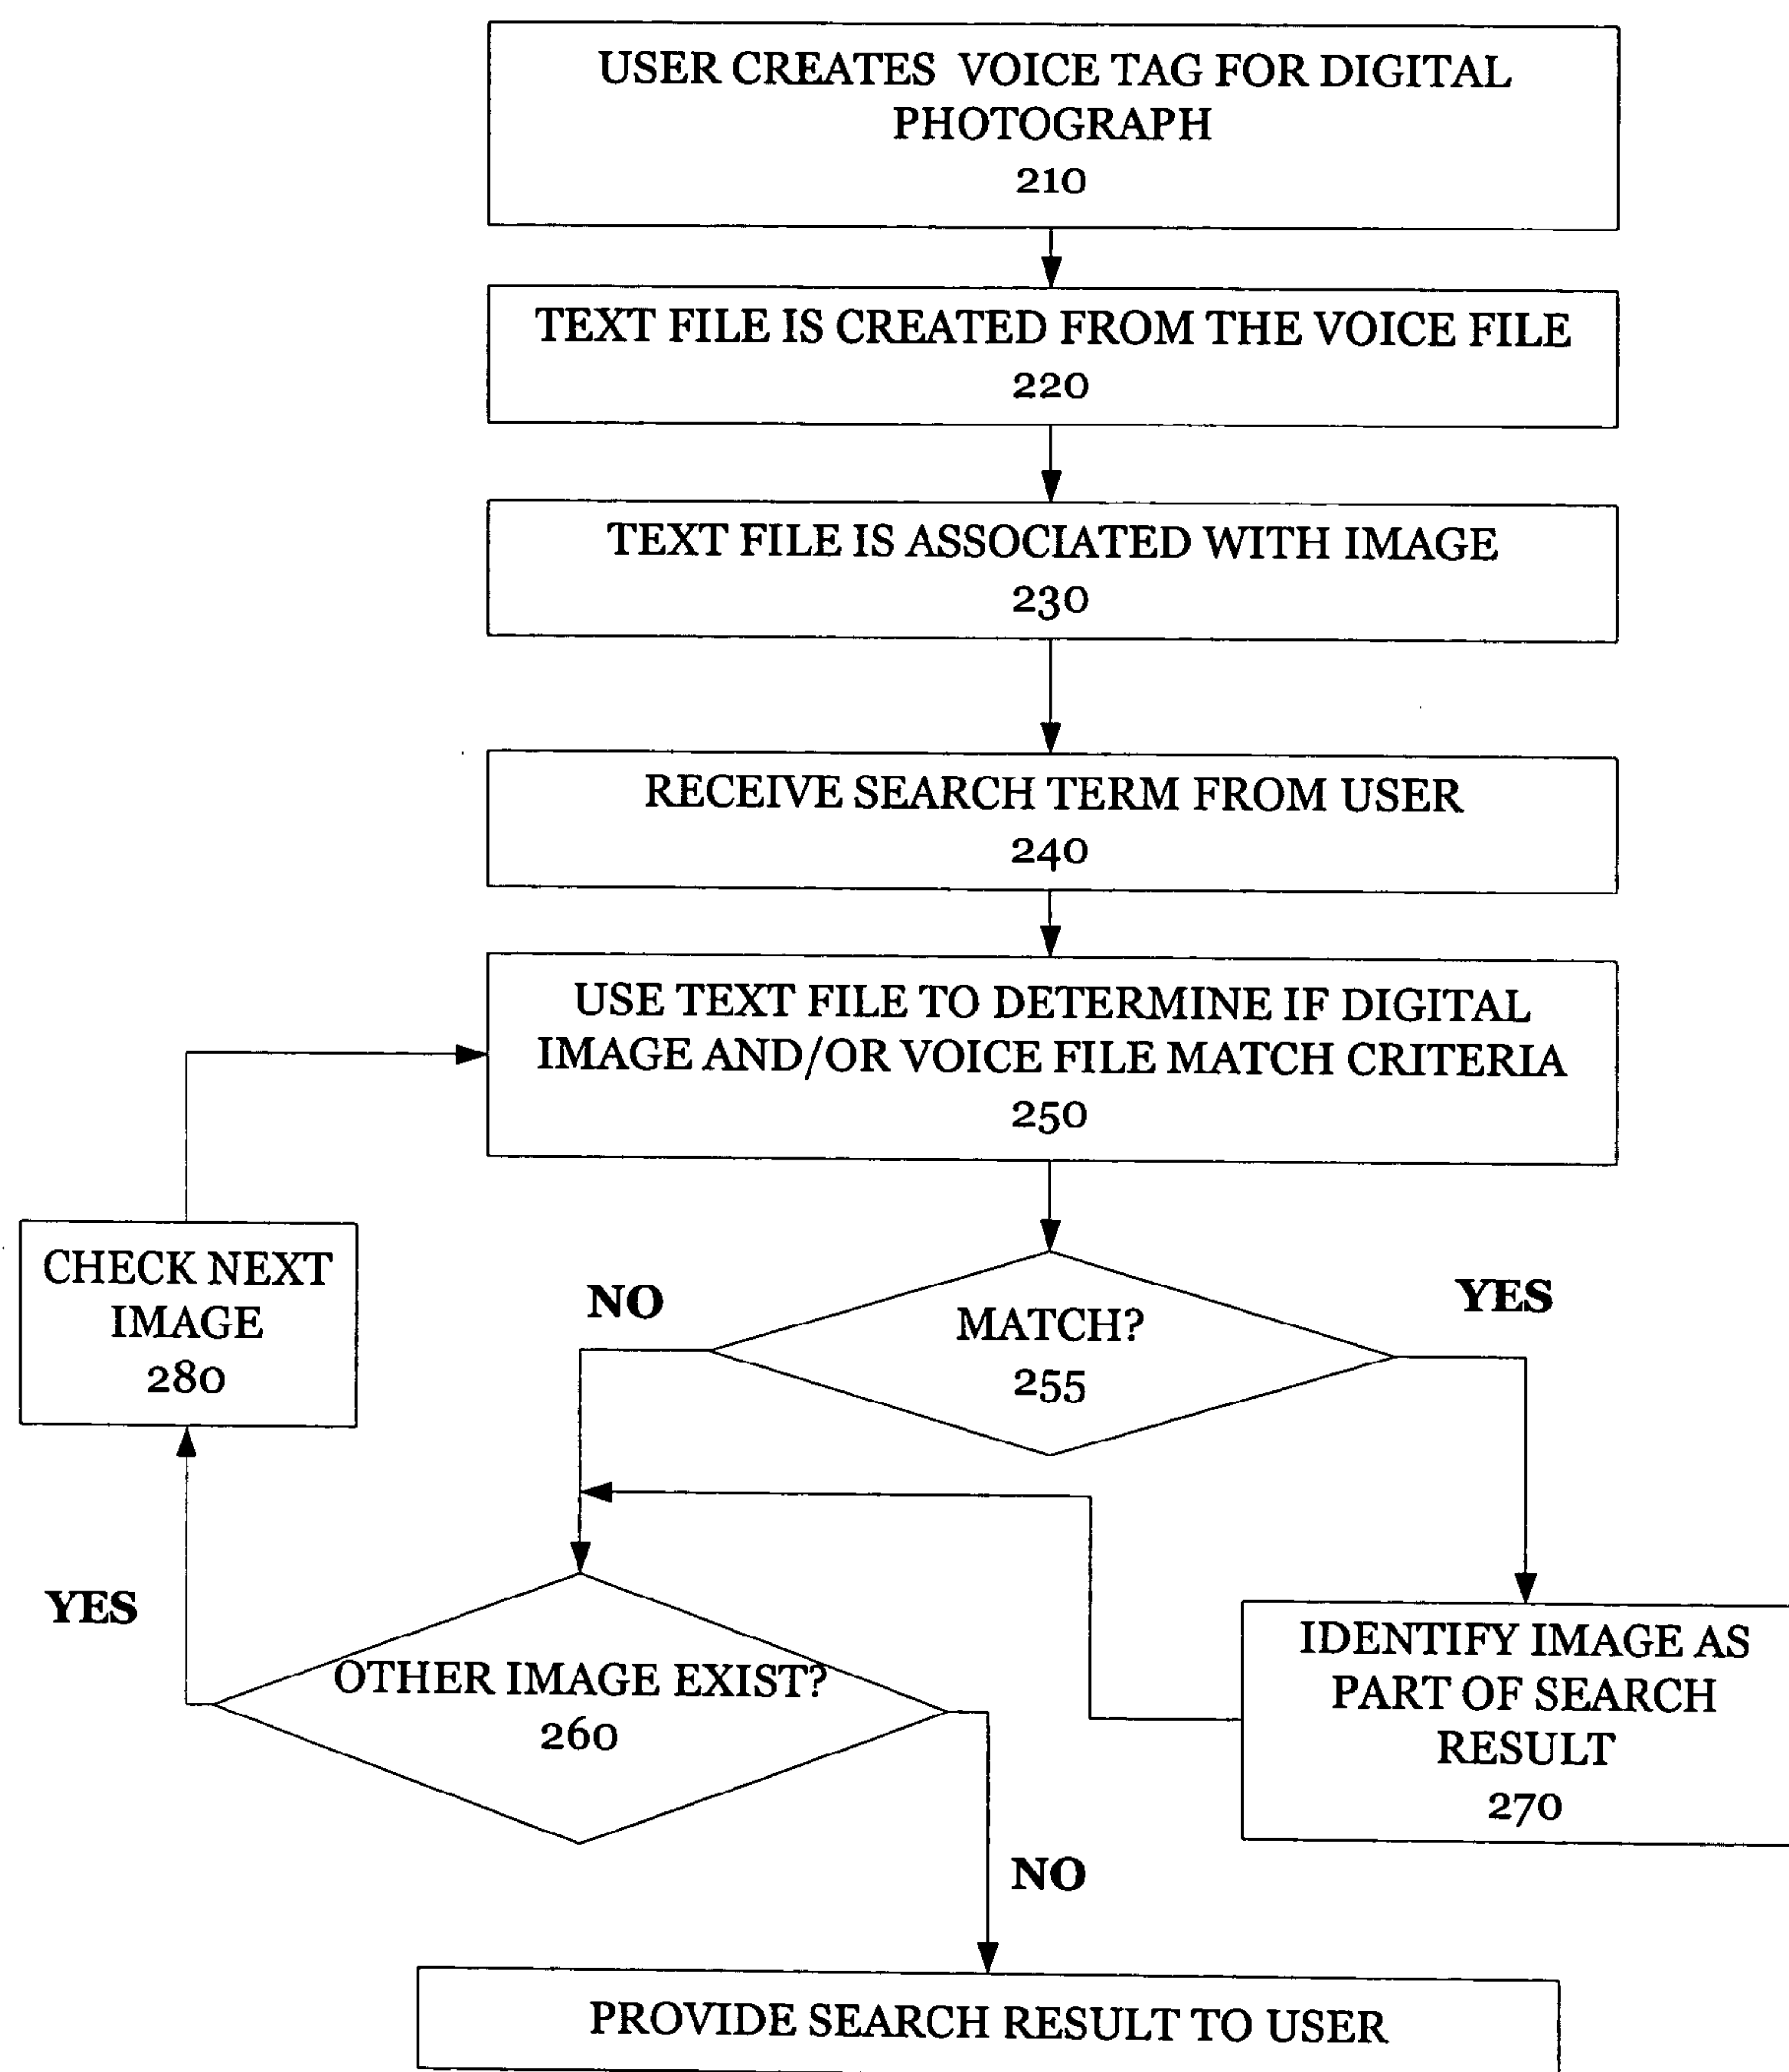 USER CREATES VOICE TAG FOR DIGITAL
PHOTOGRAPH
210
TEXT FILE IS CREATED FROM THE VOICE FILE
220
TEXT FILE IS ASSOCIATED WITH IMAGE
230
RECEIVE SEARCH TERM FROM USER
240
USE TEXT FILE TO DETERMINE IF DIGITAL
IMAGE AND/OR VOICE FILE MATCH CRITERIA
250
CHECK NEXT
IMAGE
280
NO
YES
MATCH?
255
YES
OTHER IMAGE EXIST?
260
IDENTIFY IMAGE AS
PART OF SEARCH
RESULT
270
NO
PROVIDE SEARCH RESULT TO USER